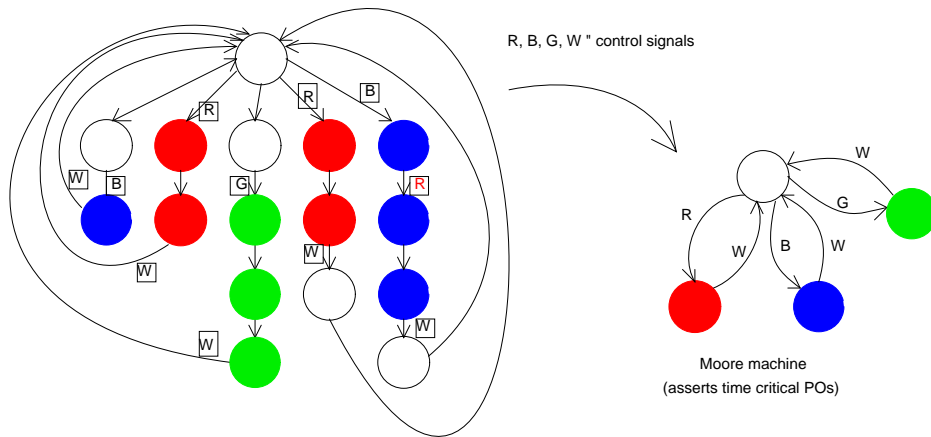 R, B, G, W " control signals
R
R
B
W
B
G
R
W
W
W
W
W
G
R
W
B
W
Moore machine
(asserts time critical POs)